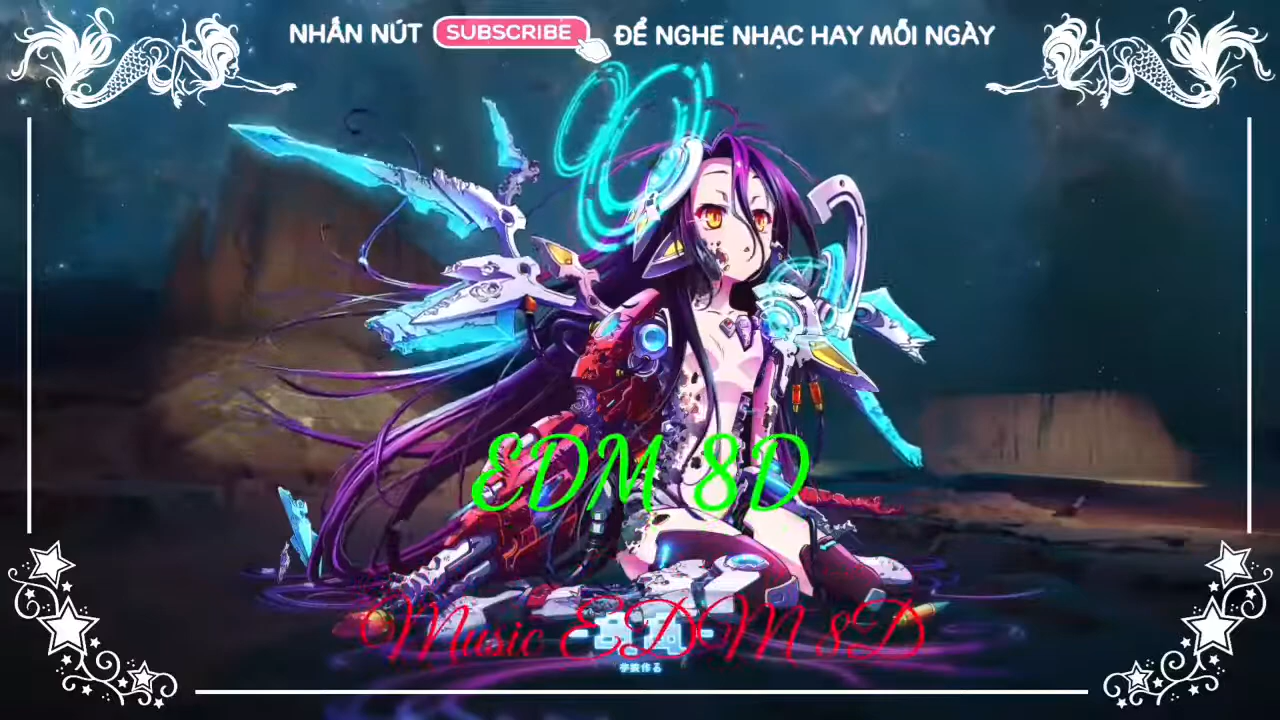 NHẤN NÚT SUBSCRIBE ĐỂ NGHE NHẠC HAY MỖI NGÀY
EDM 8D
Music EDM 8D